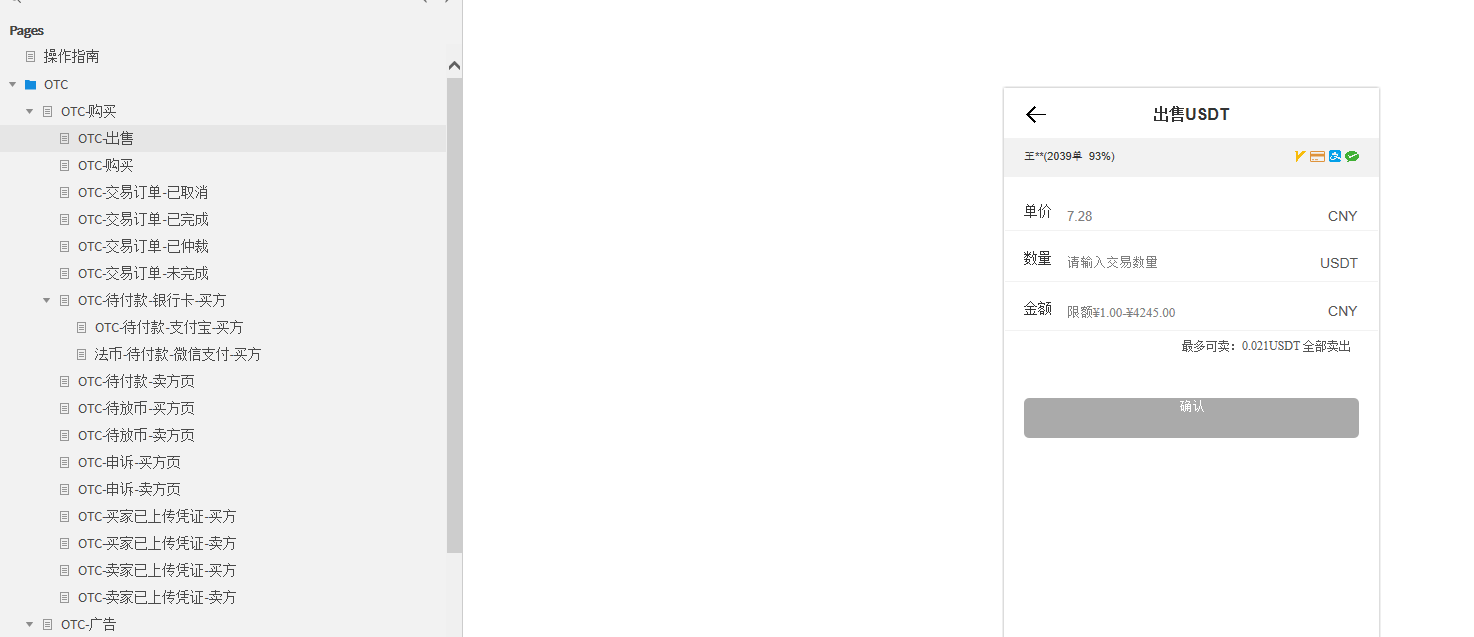 Pages
操作指南
OTC
OTC-购买
OTC-出售
OTC-购买
OTC-交易订单-已取消
OTC-交易订单-已完成
OTC-交易订单-已仲裁
OTC-交易订单-未完成
OTC-待付款-银行卡-买方
OTC-待付款-支付宝-买方
法币-待付款-微信支付-买方
OTC-待付款-卖方页
OTC-待放币-买方页
OTC-待放币-卖方页
OTC-申诉-买方页
OTC-申诉-卖方页
OTC-买家已上传凭证-买方
OTC-买家已上传凭证-卖方
OTC-卖家已上传凭证-买方
OTC-卖家已上传凭证-卖方
OTC-广告
出售USDT
王**(2039单 93%)
单价 7.28 CNY
数量 请输入交易数量 USDT
金额 限额¥1.00-¥4245.00 CNY
最多可卖：0.021USDT 全部卖出
确认